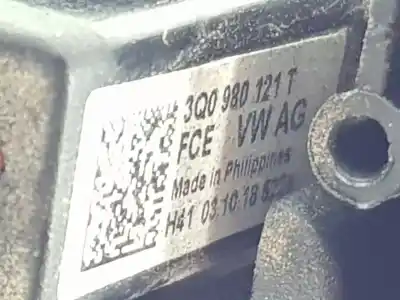 3Q0 980 121 T
FCE VW AG
Made in Philippines
H41 03.10.18